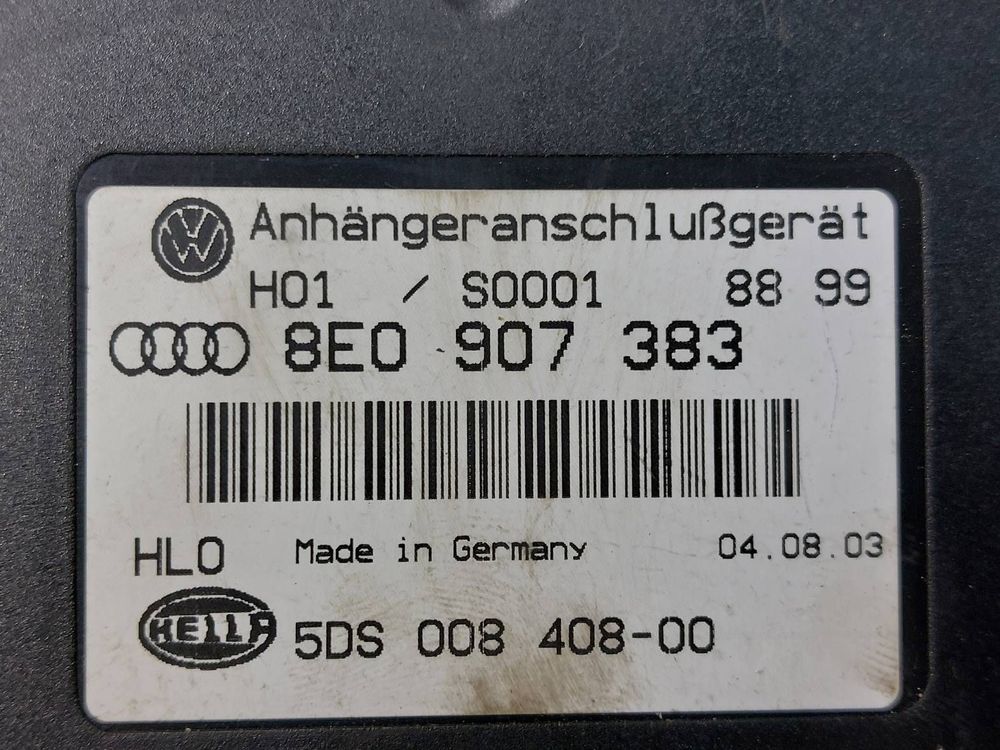 Anhängeranschlußgerät
H01 / S0001 88 99
8E0 907 383
HLO Made in Germany 04.08.03
HELLA 5DS 008 408-00